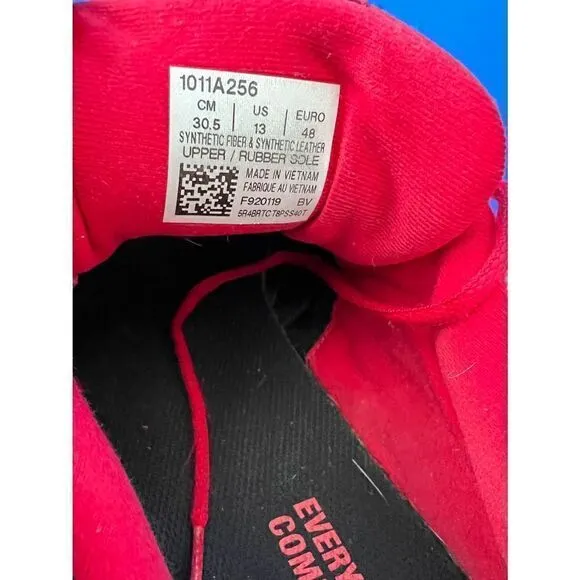 1011A256
CM US EURO
30.5 13 48
SYNTHETIC FIBER & SYNTHETIC LEATHER
UPPER / RUBBER SOLE
MADE IN VIETNAM
FABRIQUE AU VIETNAM
F920119 BV
5R4BRTCT8PSS40T
EVERY
COM